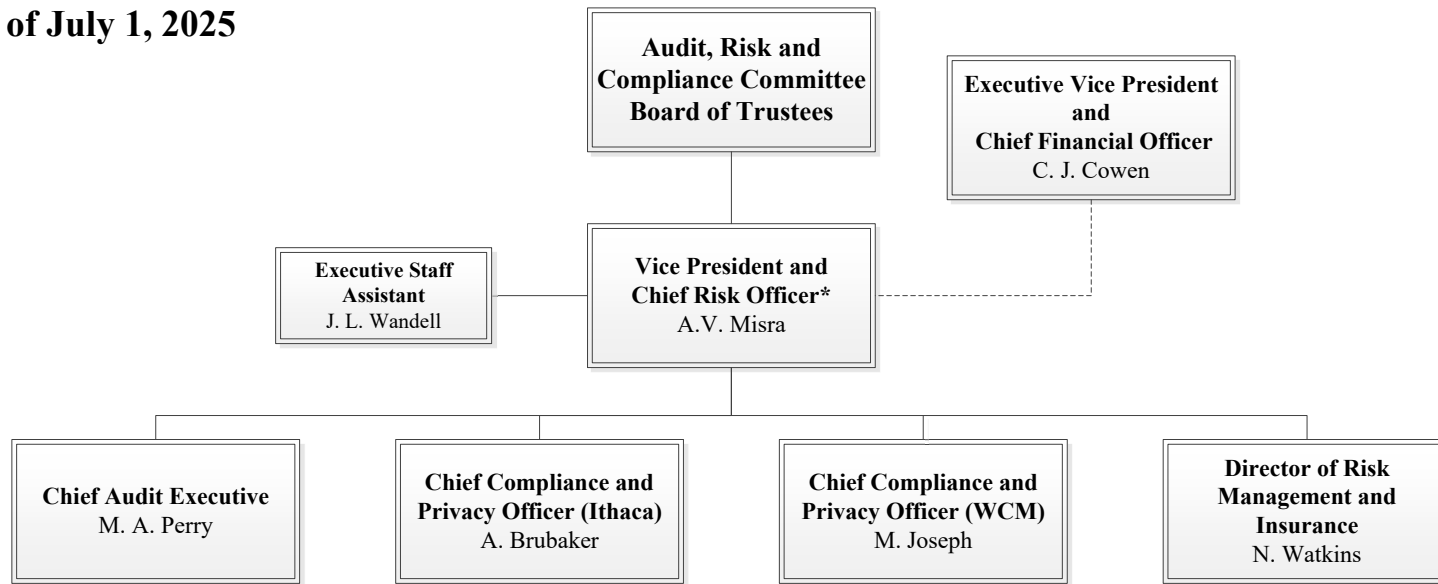 of July 1, 2025
Audit, Risk and
Compliance Committee
Board of Trustees
Executive Vice President
and
Chief Financial Officer
C. J. Cowen
Executive Staff
Assistant
J. L. Wandell
Vice President and
Chief Risk Officer*
A.V. Misra
Chief Audit Executive
M. A. Perry
Chief Compliance and
Privacy Officer (Ithaca)
A. Brubaker
Chief Compliance and
Privacy Officer (WCM)
M. Joseph
Director of Risk
Management and
Insurance
N. Watkins